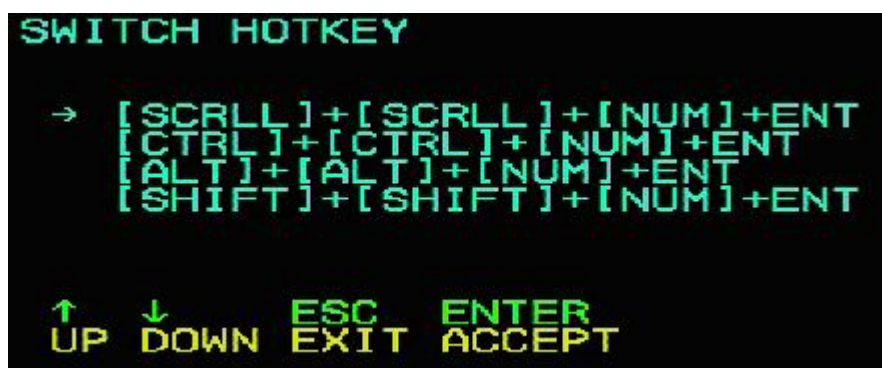 SWITCH HOTKEY
→ [SCRLL]+[SCRLL]+[NUM]+ENT
[CTRL]+[CTRL]+[NUM]+ENT
[ALT]+[ALT]+[NUM]+ENT
[SHIFT]+[SHIFT]+[NUM]+ENT
↑ ↓ ESC ENTER
UP DOWN EXIT ACCEPT